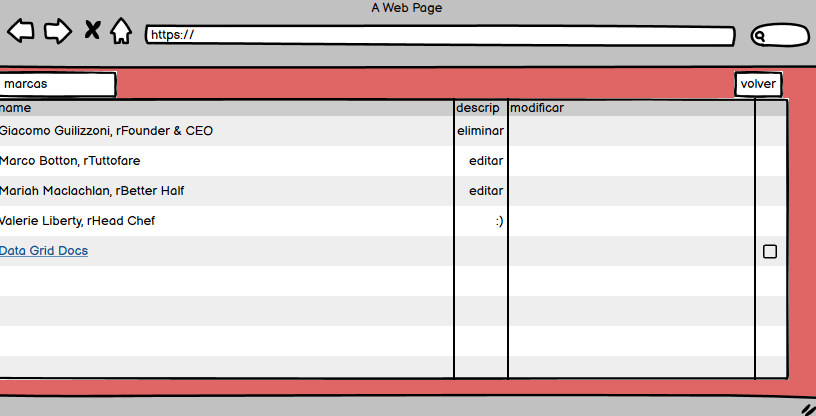 A Web Page
https://
marcas
volver
name descrip modificar
Giacomo Guilizzoni, rFounder & CEO eliminar
Marco Botton, rTuttofare editar
Mariah Maclachlan, rBetter Half editar
Valerie Liberty, rHead Chef :)
Data Grid Docs